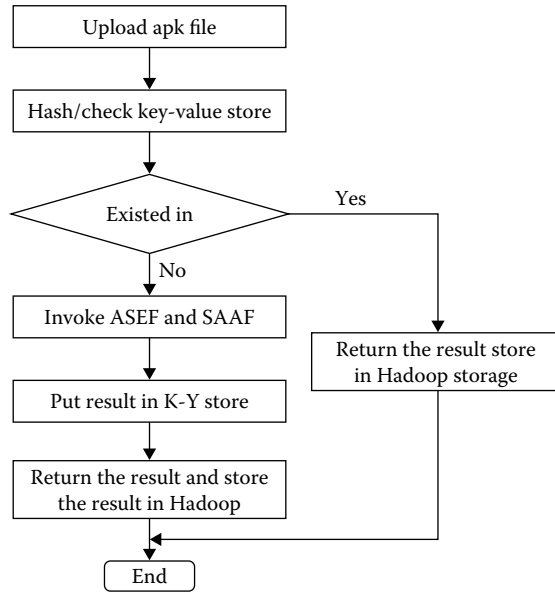 Upload apk file
Hash/check key-value store
Existed in
Yes
No
Invoke ASEF and SAAF
Return the result store
in Hadoop storage
Put result in K-Y store
Return the result and store
the result in Hadoop
End